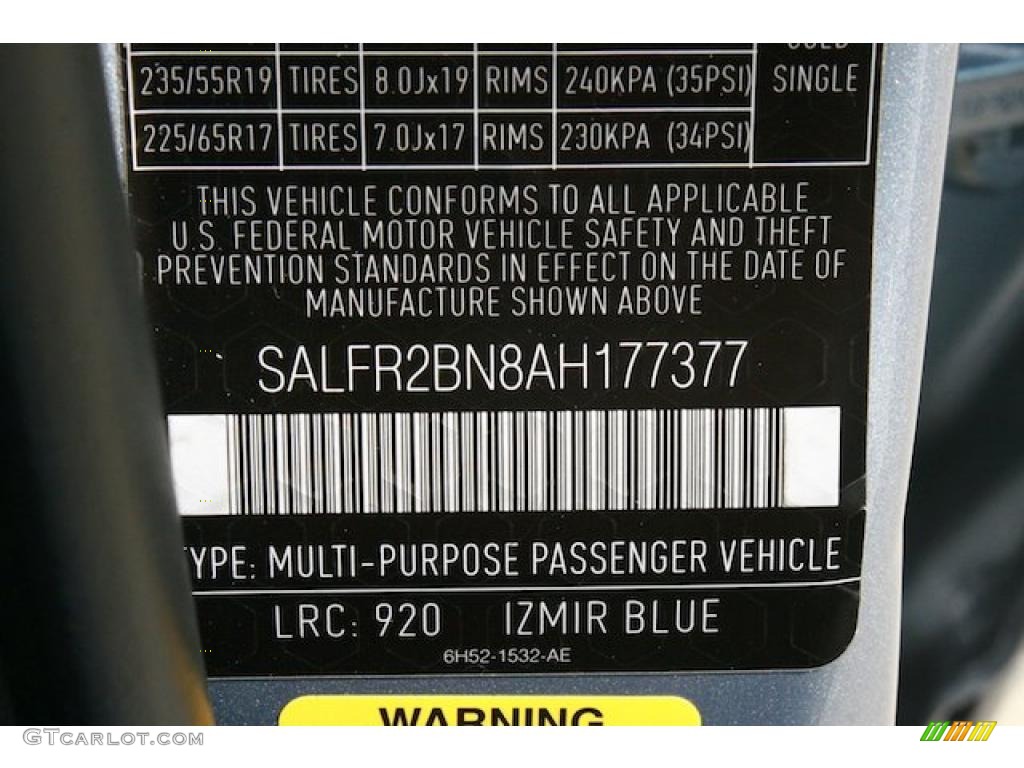 235/55R19 TIRES 8.0Jx19 RIMS 240KPA (35PSI) SINGLE
225/65R17 TIRES 7.0Jx17 RIMS 230KPA (34PSI)
THIS VEHICLE CONFORMS TO ALL APPLICABLE
U.S. FEDERAL MOTOR VEHICLE SAFETY AND THEFT
PREVENTION STANDARDS IN EFFECT ON THE DATE OF
MANUFACTURE SHOWN ABOVE
SALFR2BN8AH177377
TYPE: MULTI-PURPOSE PASSENGER VEHICLE
LRC: 920 IZMIR BLUE
6H52-1532-AE
WARNING
GTcarlot.com